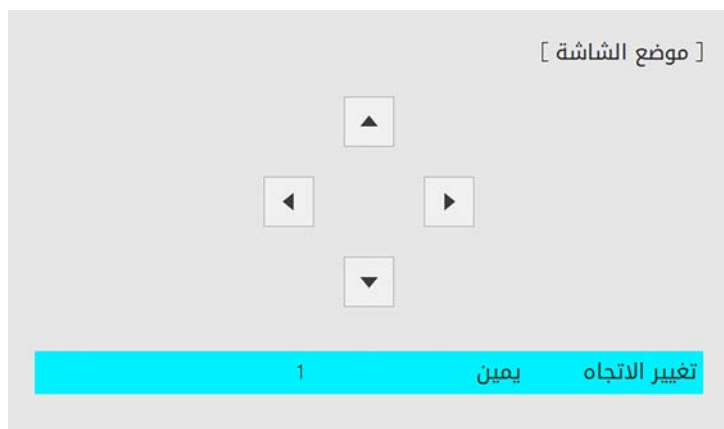 [ موضع الشاشة ]
تغيير الاتجاه يمين 1